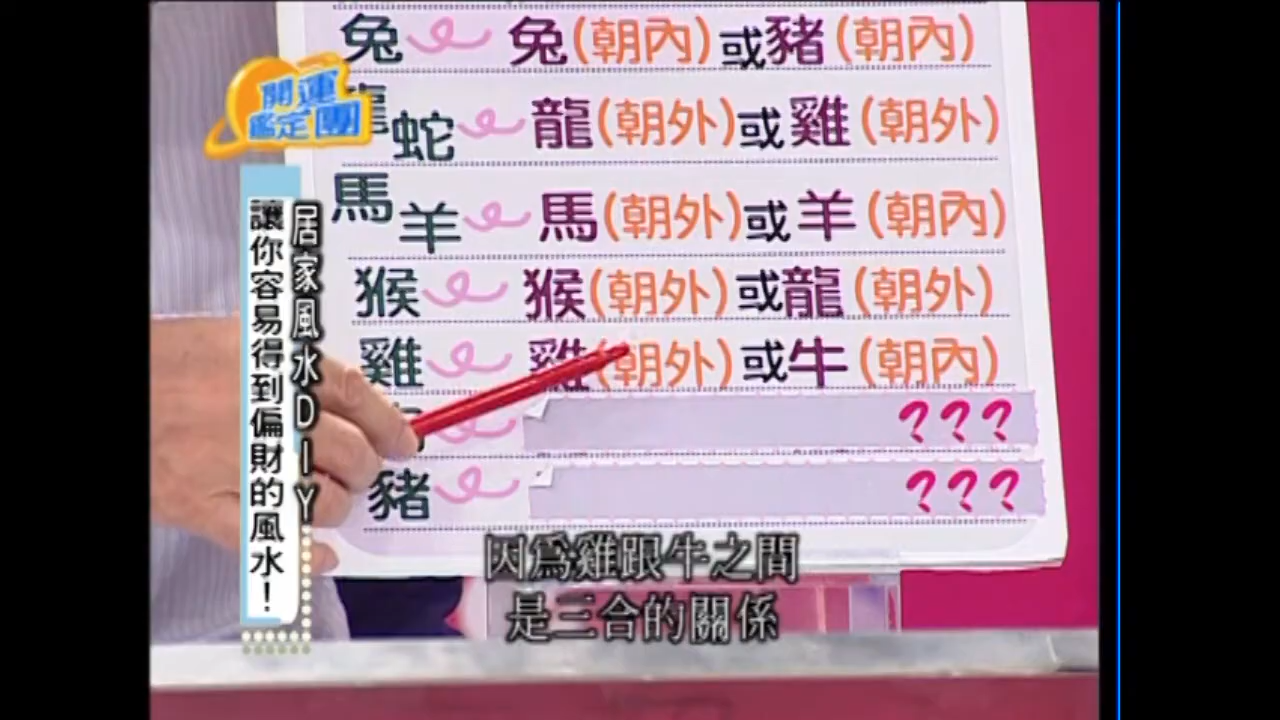 兔 兔(朝內)或豬(朝內)
龍蛇 龍(朝外)或雞(朝外)
馬羊 馬(朝外)或羊(朝內)
猴 猴(朝外)或龍(朝外)
雞 雞(朝外)或牛(朝內)
???
豬 ???
開運
鑑定團
居家風水DIY
讓你容易得到偏財的風水!
因為雞跟牛之間
是三合的關係